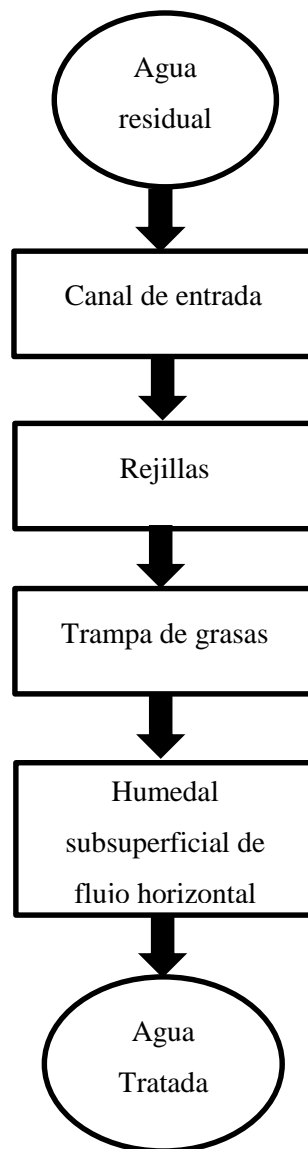 Agua
residual
Canal de entrada
Rejillas
Trampa de grasas
Humedal
subsuperficial de
flujo horizontal
Agua
Tratada